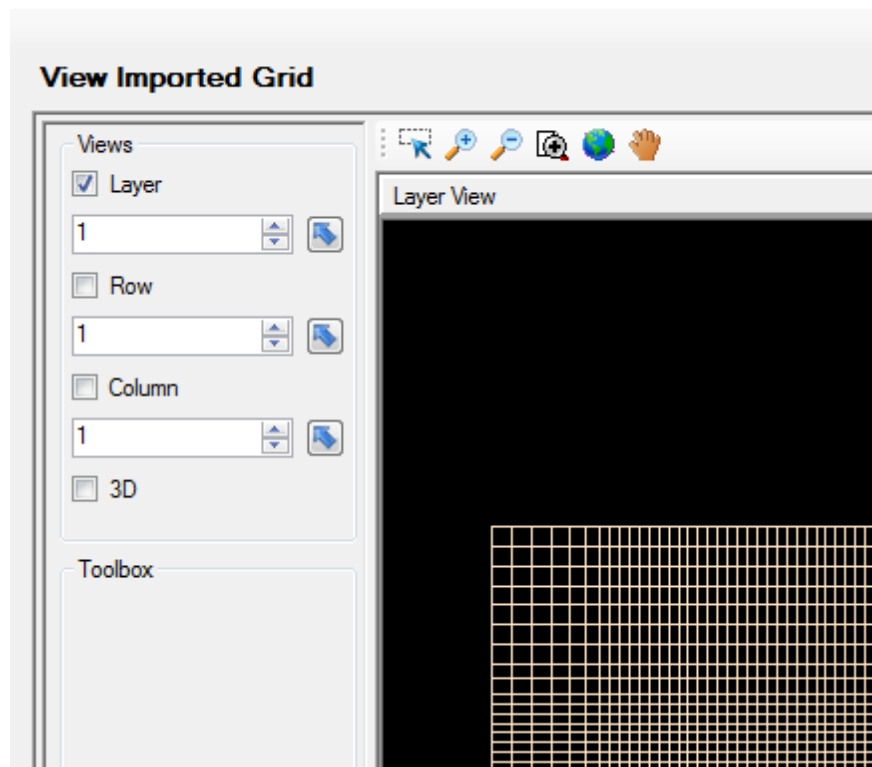 View Imported Grid
Views
Layer
1
Row
1
Column
1
3D
Toolbox
Layer View